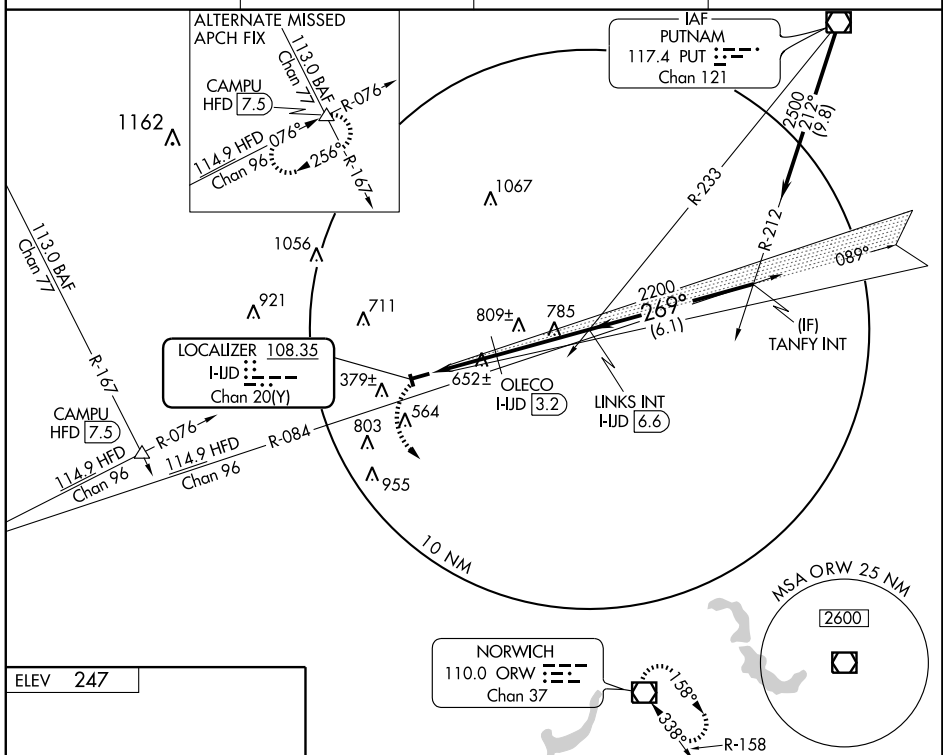 ALTERNATE MISSED
APCH FIX
113.0 BAF
Chan 77
CAMPU
HFD 7.5
R-076
114.9 HFD
Chan 96
076°
256°
R-167
IAF
PUTNAM
117.4 PUT
Chan 121
2500
212°
(9.8)
1162
1067
R-233
R-212
113.0 BAF
Chan 77
1056
089°
2200
269°
(6.1)
921
711
809±
785
(IF)
TANFY INT
LOCALIZER 108.35
I-IJD
Chan 20(Y)
379±
652±
OLECO
I-IJD 3.2
LINKS INT
I-IJD 6.6
R-167
CAMPU
HFD 7.5
R-076
564
803
R-084
114.9 HFD
Chan 96
114.9 HFD
Chan 96
955
10 NM
MSA ORW 25 NM
2600
NORWICH
110.0 ORW
Chan 37
158°
338°
R-158
ELEV 247